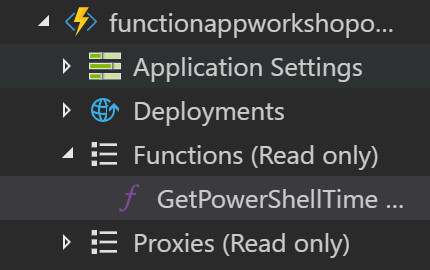 functionappworkshopo...
Application Settings
Deployments
Functions (Read only)
GetPowerShellTime ...
Proxies (Read only)